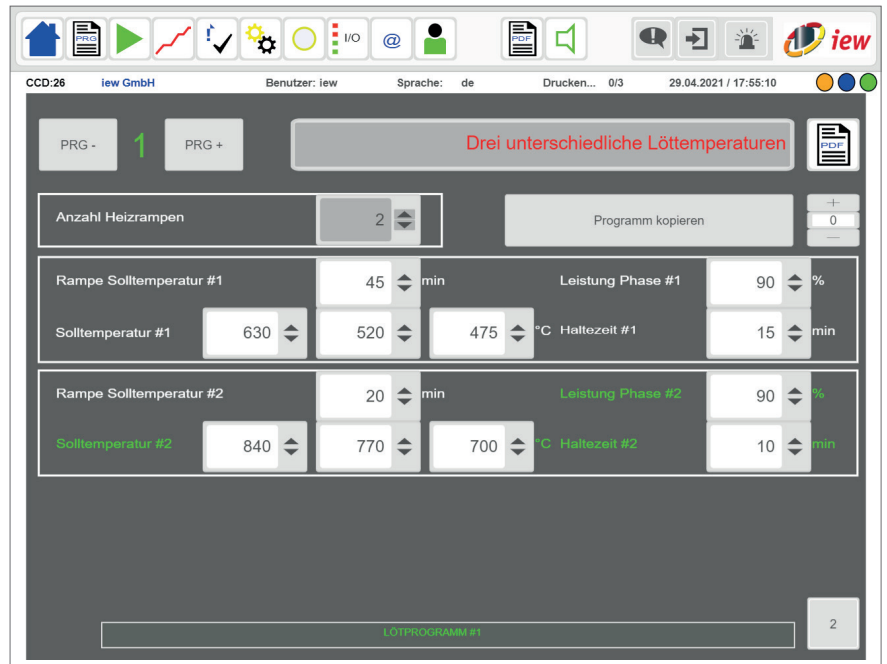 PRG I/O @ PDF iew
CCD:26 iew GmbH Benutzer: iew Sprache: de Drucken... 0/3 29.04.2021 / 17:55:10
PRG - 1 PRG + Drei unterschiedliche Löttemperaturen PDF
Anzahl Heizrampen 2 Programm kopieren + 0 —
Rampe Solltemperatur #1 45 min Leistung Phase #1 90 %
Solltemperatur #1 630 520 475 °C Haltezeit #1 15 min
Rampe Solltemperatur #2 20 min Leistung Phase #2 90 %
Solltemperatur #2 840 770 700 °C Haltezeit #2 10 min
LÖTPROGRAMM #1 2